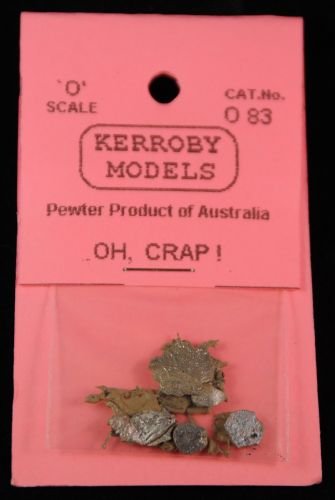 'O'
SCALE
CAT.No.
O 83
KERROBY
MODELS
Pewter Product of Australia
OH, CRAP!